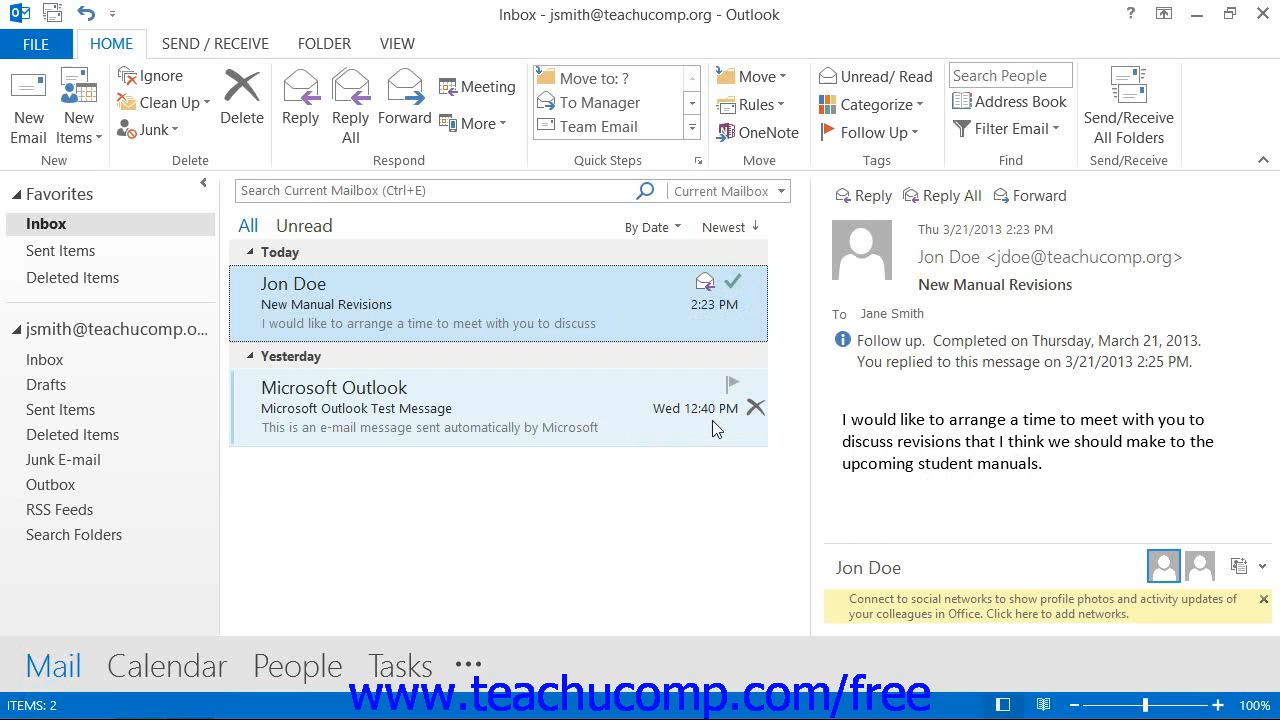 Inbox - jsmith@teachucomp.org - Outlook
?
FILE HOME SEND / RECEIVE FOLDER VIEW
New Email
New Items
New
Ignore
Clean Up
Junk
Delete
Delete
Reply
Reply All
Forward
Meeting
More
Respond
Move to: ?
To Manager
Team Email
Quick Steps
Move
Rules
OneNote
Move
Unread/ Read
Categorize
Follow Up
Tags
Search People
Address Book
Filter Email
Find
Send/Receive
All Folders
Send/Receive
Favorites
Inbox
Sent Items
Deleted Items
jsmith@teachucomp.o...
Inbox
Drafts
Sent Items
Deleted Items
Junk E-mail
Outbox
RSS Feeds
Search Folders
Search Current Mailbox (Ctrl+E) Current Mailbox
All Unread By Date Newest
Today
Jon Doe
New Manual Revisions 2:23 PM
I would like to arrange a time to meet with you to discuss
Yesterday
Microsoft Outlook
Microsoft Outlook Test Message Wed 12:40 PM
This is an e-mail message sent automatically by Microsoft
Reply Reply All Forward
Thu 3/21/2013 2:23 PM
Jon Doe <jdoe@teachucomp.org>
New Manual Revisions
To Jane Smith
Follow up. Completed on Thursday, March 21, 2013.
You replied to this message on 3/21/2013 2:25 PM.
I would like to arrange a time to meet with you to
discuss revisions that I think we should make to the
upcoming student manuals.
Jon Doe
Connect to social networks to show profile photos and activity updates of
your colleagues in Office. Click here to add networks.
Mail Calendar People Tasks •••
www.teachucomp.com/free
ITEMS: 2 100%